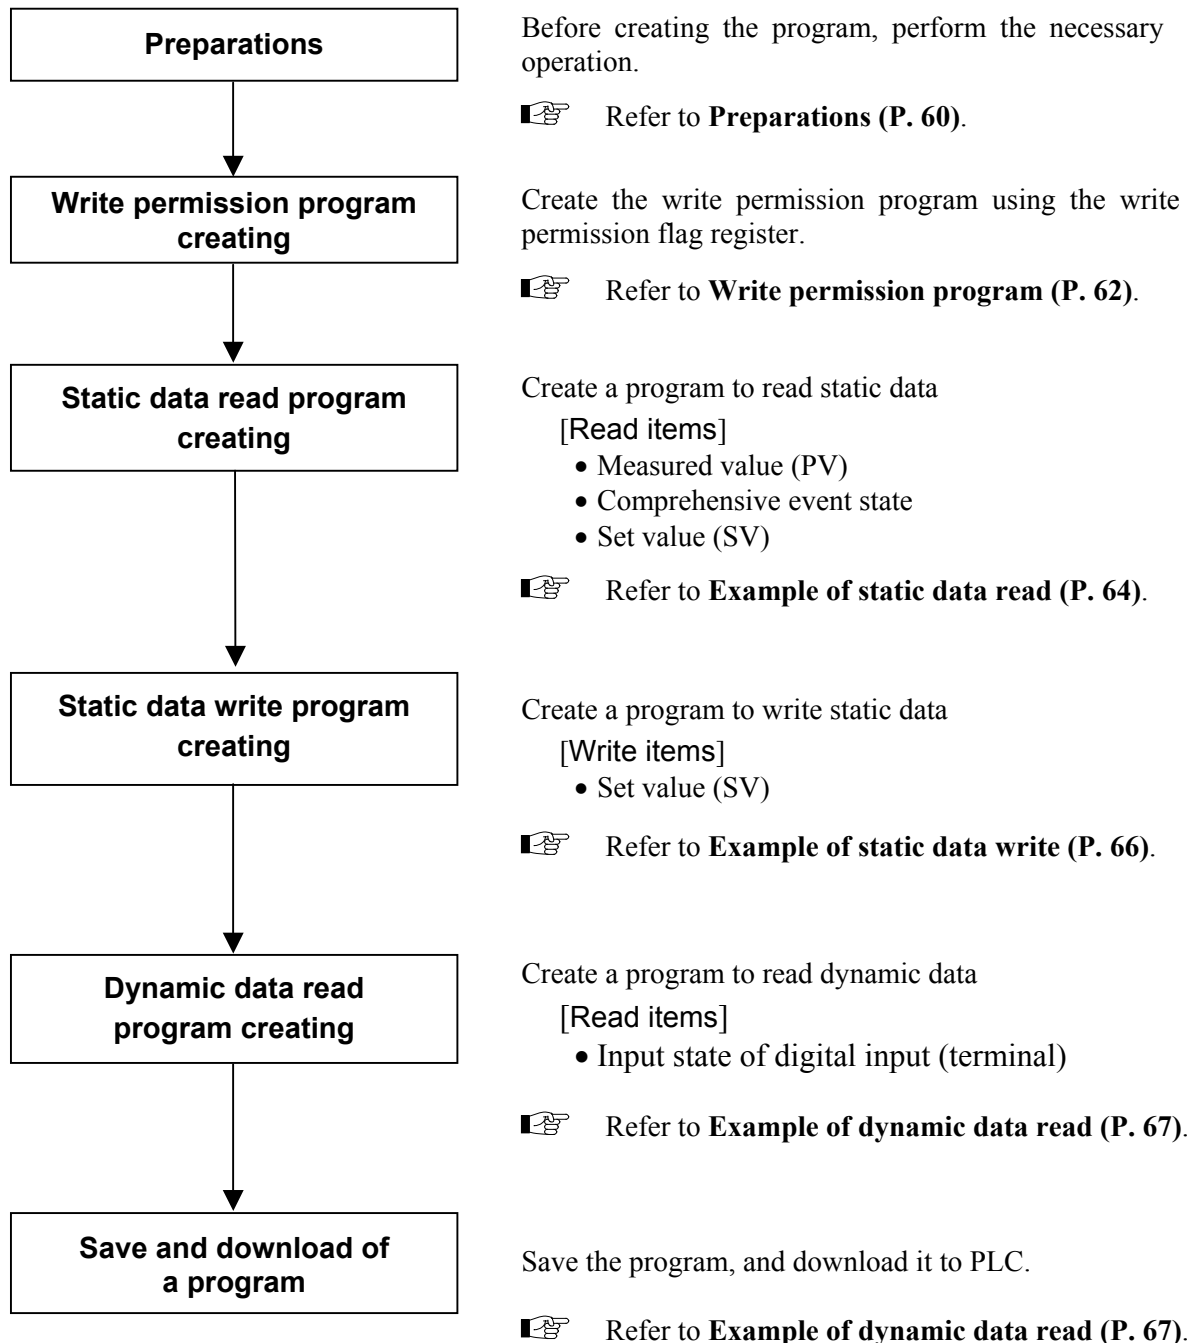 Preparations
Before creating the program, perform the necessary
operation.
Refer to Preparations (P. 60).
Write permission program
creating
Create the write permission program using the write
permission flag register.
Refer to Write permission program (P. 62).
Static data read program
creating
Create a program to read static data
[Read items]
• Measured value (PV)
• Comprehensive event state
• Set value (SV)
Refer to Example of static data read (P. 64).
Static data write program
creating
Create a program to write static data
[Write items]
• Set value (SV)
Refer to Example of static data write (P. 66).
Dynamic data read
program creating
Create a program to read dynamic data
[Read items]
• Input state of digital input (terminal)
Refer to Example of dynamic data read (P. 67).
Save and download of
a program
Save the program, and download it to PLC.
Refer to Example of dynamic data read (P. 67).